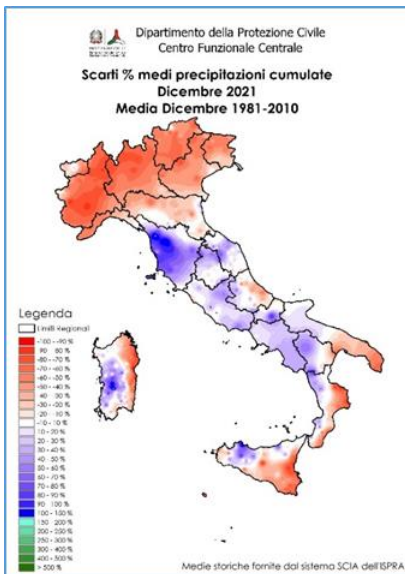 Dipartimento della Protezione Civile
Centro Funzionale Centrale
Scarti % medi precipitazioni cumulate
Dicembre 2021
Media Dicembre 1981-2010
Legenda
Limiti Regionali
-100 - -90 %
90 - 80 %
-80 - -70 %
-70 - -60 %
-60 - -50 %
-50 - -40 %
40 - 30 %
-30 - -20 %
20 - 10 %
-10 - 10 %
10 - 20 %
20 - 30 %
30 - 40 %
40 - 50 %
50 - 60 %
60 - 70 %
70 - 80 %
80 - 90 %
90 - 100 %
100 - 150 %
150 - 200 %
200 - 250 %
250 - 300 %
300 - 400 %
400 - 500 %
> 500 %
Medie storiche fornite dal sistema SCIA dell'ISPRA